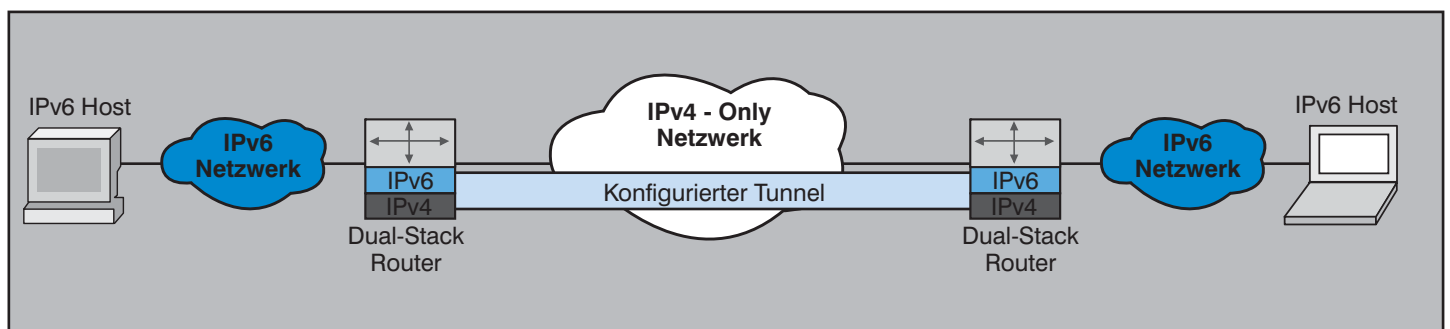 IPv6 Host
IPv6
Netzwerk
IPv6
IPv4
Dual-Stack
Router
IPv4 - Only
Netzwerk
Konfigurierter Tunnel
IPv6
IPv4
Dual-Stack
Router
IPv6
Netzwerk
IPv6 Host